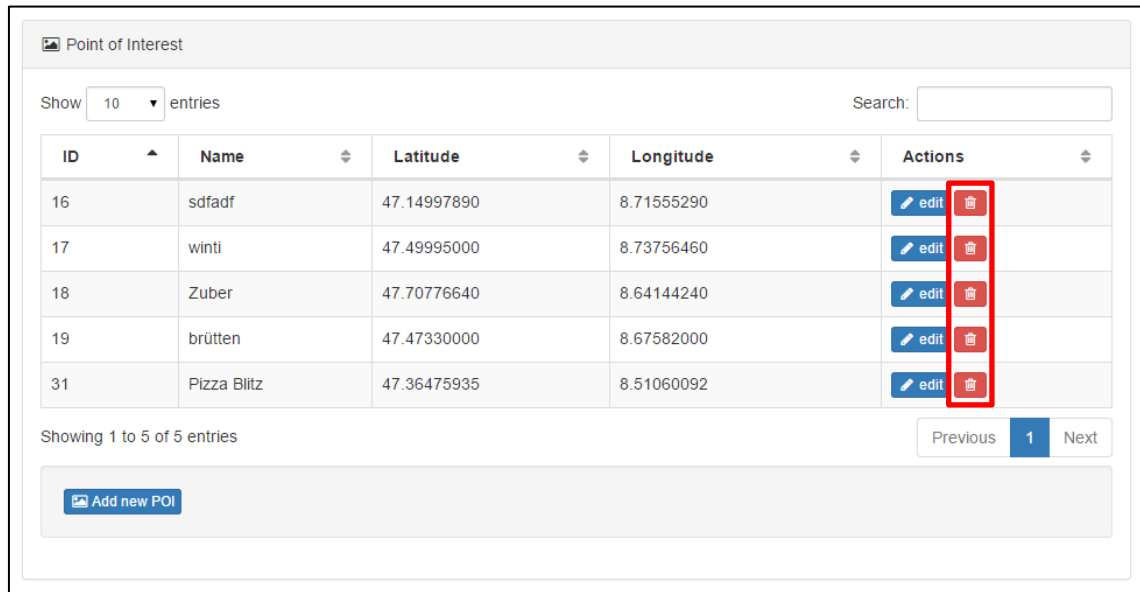 Point of Interest
Show 10 entries Search:
ID Name Latitude Longitude Actions
16 sdfadf 47.14997890 8.71555290 edit
17 winti 47.49995000 8.73756460 edit
18 Zuber 47.70776640 8.64144240 edit
19 brütten 47.47330000 8.67582000 edit
31 Pizza Blitz 47.36475935 8.51060092 edit
Showing 1 to 5 of 5 entries Previous 1 Next
Add new POI